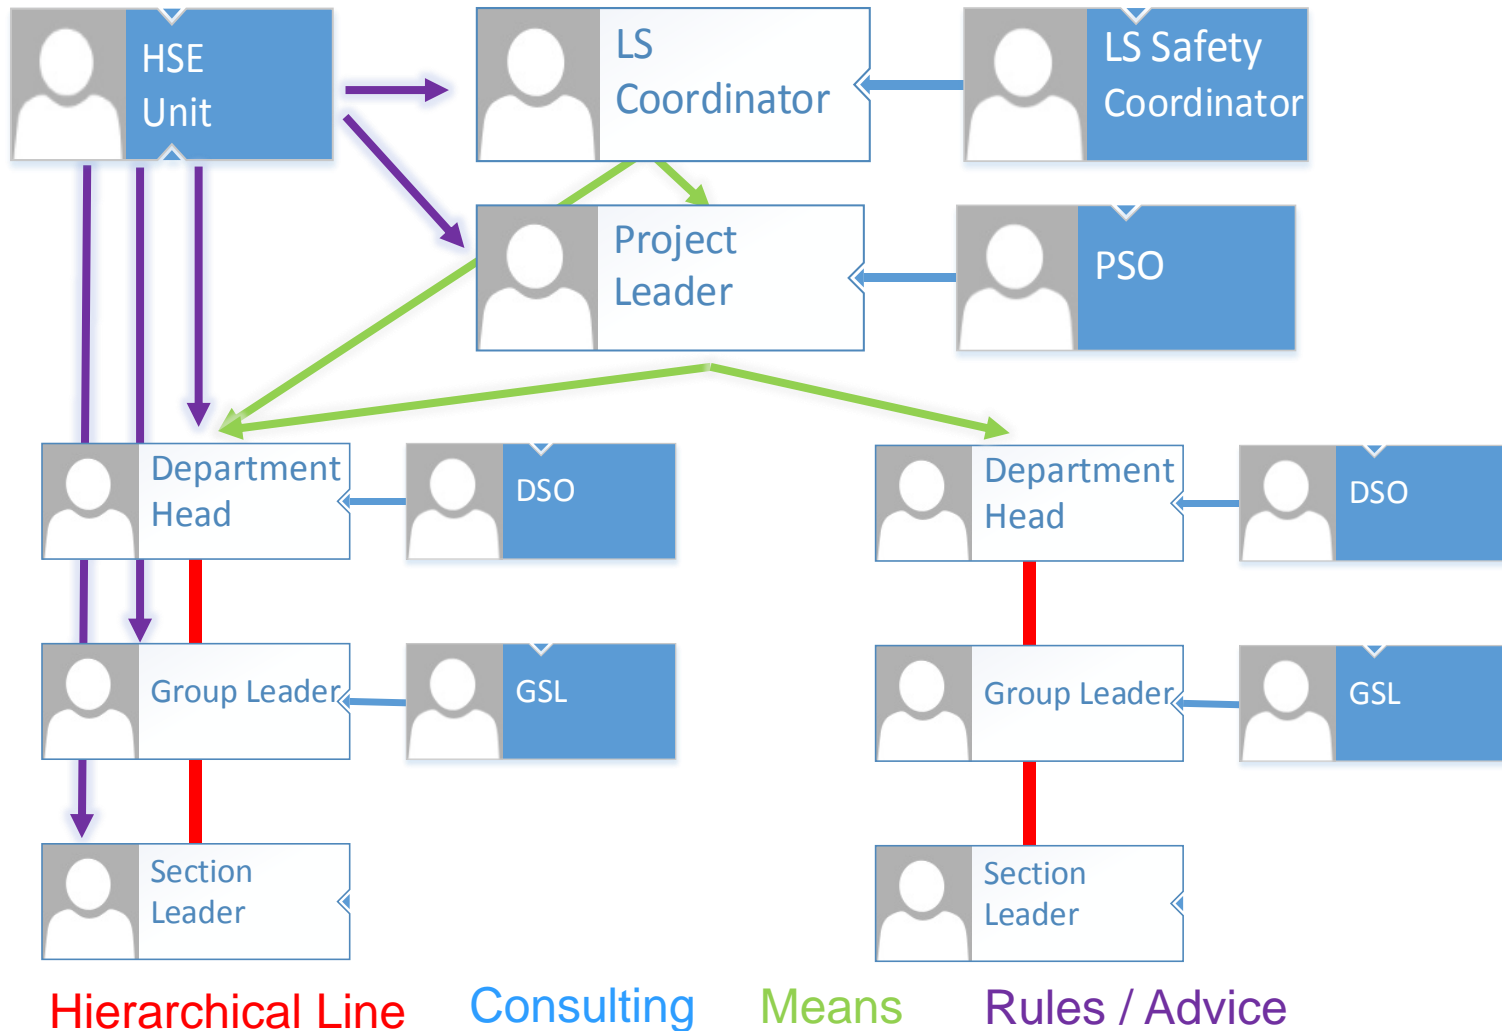 HSE
Unit
LS
Coordinator
LS Safety
Coordinator
Project
Leader
PSO
Department
Head
DSO
Department
Head
DSO
Group Leader
GSL
Group Leader
GSL
Section
Leader
Section
Leader
Hierarchical Line
Consulting
Means
Rules / Advice